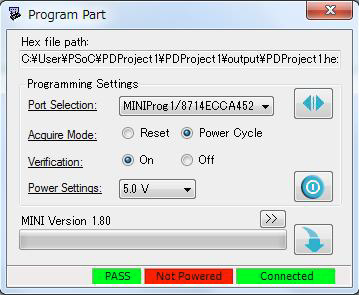 Program Part
Hex file path:
C:¥User¥PSoC¥PDProject1¥PDProject1¥output¥PDProject1.he:
Programming Settings
Port Selection: MINIProg1/8714ECCA452
Acquire Mode: Reset Power Cycle
Verification: On Off
Power Settings: 5.0 V
MINI Version 1.80 >>
PASS Not Powered Connected